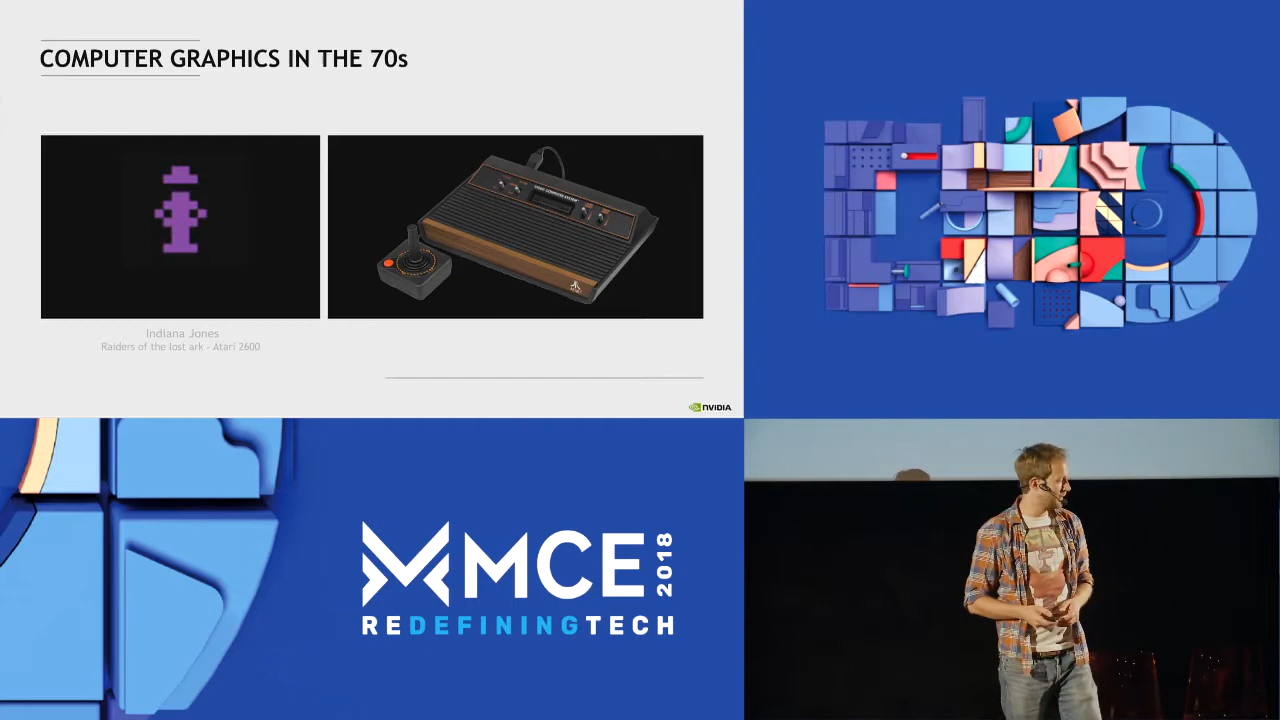 COMPUTER GRAPHICS IN THE 70s
Indiana Jones
Raiders of the lost ark - Atari 2600
NVIDIA
MCE 2018
REDEFININGTECH